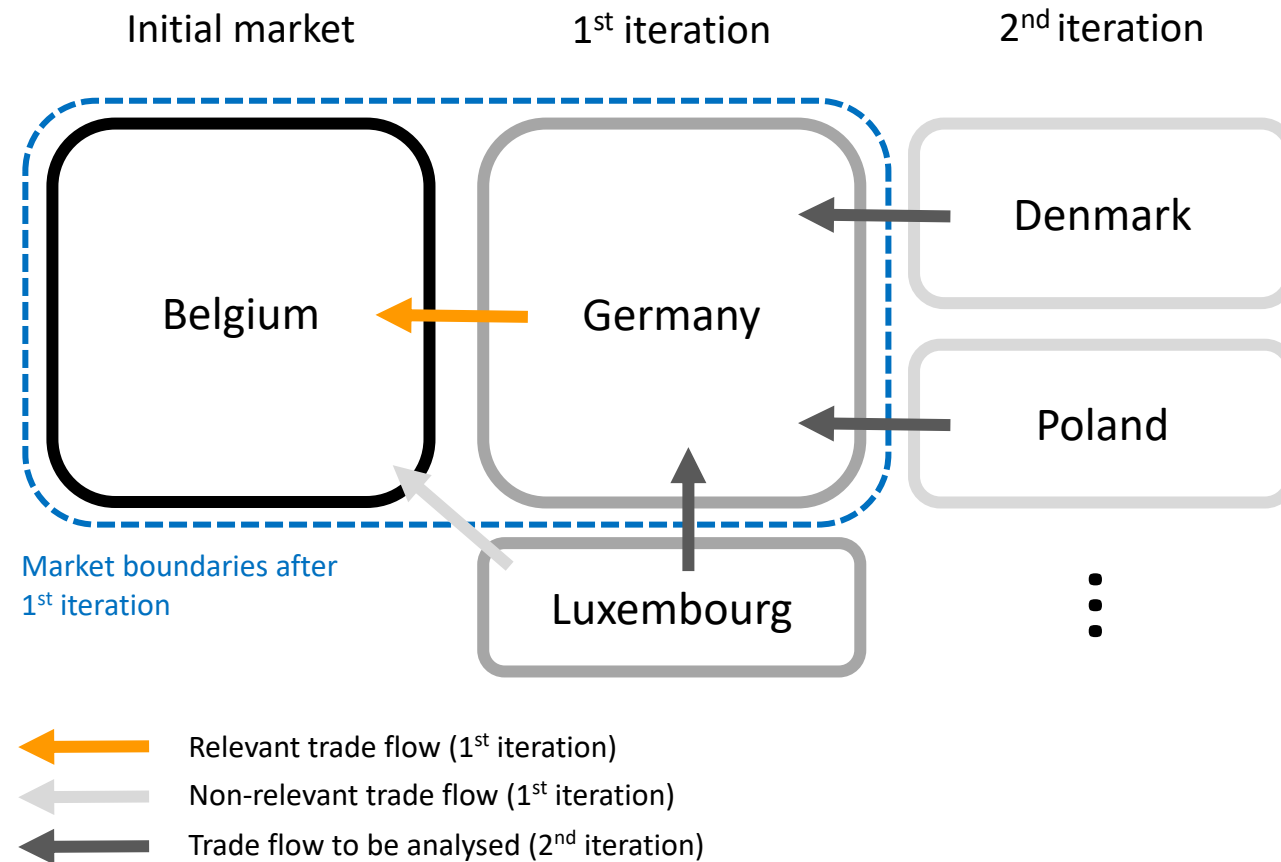 Initial market
1st iteration
2nd iteration
Denmark
Belgium
Germany
Poland
Market boundaries after
1st iteration
Luxembourg
Relevant trade flow (1st iteration)
Non-relevant trade flow (1st iteration)
Trade flow to be analysed (2nd iteration)